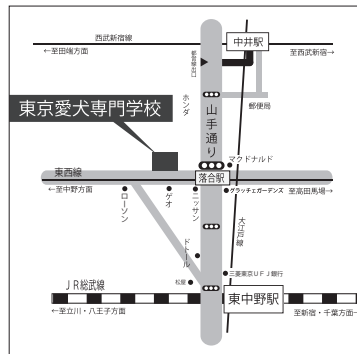 西武新宿線
←至田端方面
中井駅
至西武新宿→
都営線出口
ホンダ
山手通り
郵便局
東京愛犬専門学校
マクドナルド
東西線
落合駅
←至中野方面
グラッチェガーデンズ
至高田馬場→
ローソン
ゲオ
ニッサン
大江戸線
ドトール
三菱東京UFJ銀行
松屋
JR総武線
東中野駅
←至立川・八王子方面
至新宿・千葉方面→